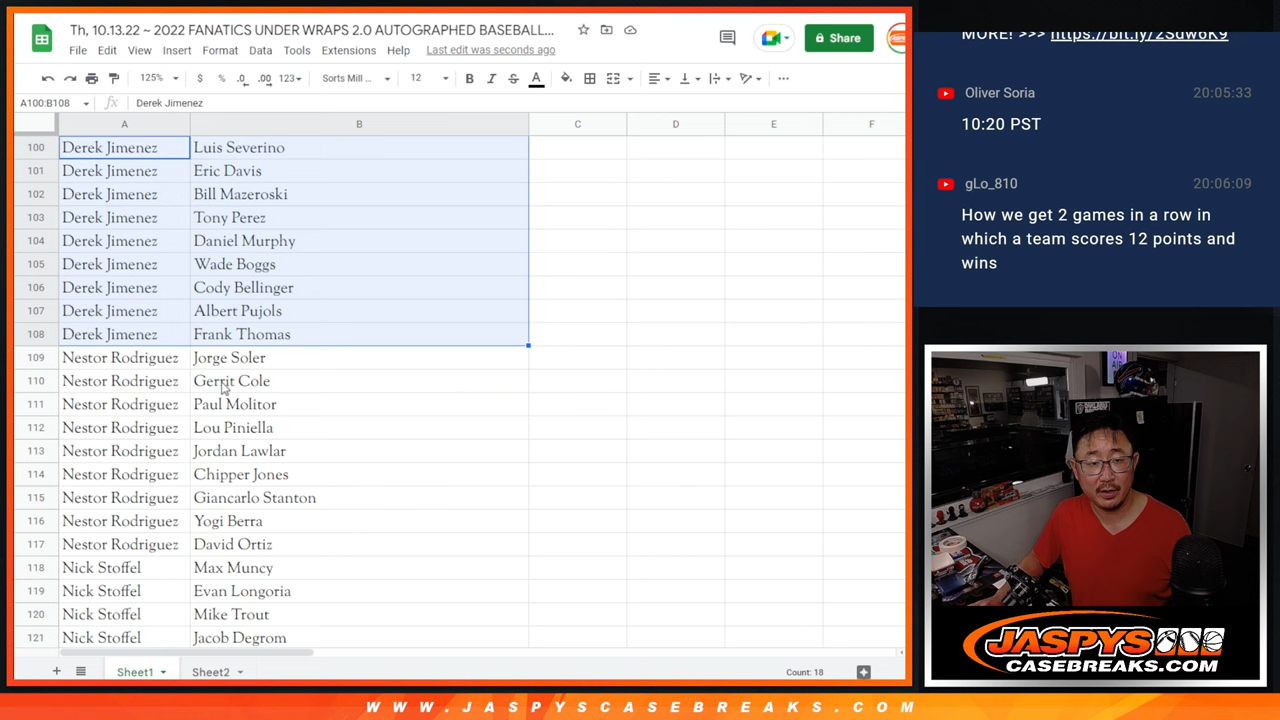 Th, 10.13.22 ~ 2022 FANATICS UNDER WRAPS 2.0 AUTOGRAPHED BASEBALL...
File Edit View Insert Format Data Tools Extensions Help Last edit was seconds ago
Share
125% $ % .0 .00 123 Sorts Mill ... 12 B I S A
A100:B108 fx Derek Jimenez
A B C D E F
100 Derek Jimenez Luis Severino
101 Derek Jimenez Eric Davis
102 Derek Jimenez Bill Mazeroski
103 Derek Jimenez Tony Perez
104 Derek Jimenez Daniel Murphy
105 Derek Jimenez Wade Boggs
106 Derek Jimenez Cody Bellinger
107 Derek Jimenez Albert Pujols
108 Derek Jimenez Frank Thomas
109 Nestor Rodriguez Jorge Soler
110 Nestor Rodriguez Gerrit Cole
111 Nestor Rodriguez Paul Molitor
112 Nestor Rodriguez Lou Piniella
113 Nestor Rodriguez Jordan Lawlar
114 Nestor Rodriguez Chipper Jones
115 Nestor Rodriguez Giancarlo Stanton
116 Nestor Rodriguez Yogi Berra
117 Nestor Rodriguez David Ortiz
118 Nick Stoffel Max Muncy
119 Nick Stoffel Evan Longoria
120 Nick Stoffel Mike Trout
121 Nick Stoffel Jacob Degrom
Sheet1 Sheet2 Count: 18
MORE! >>> https://bit.ly/2Sdw6K9
Oliver Soria 20:05:33
10:20 PST
gLo_810 20:06:09
How we get 2 games in a row in
which a team scores 12 points and
wins
ON
AIR
JASPYS
CASEBREAKS.COM
WWW.JASPYSCASEBREAKS.COM